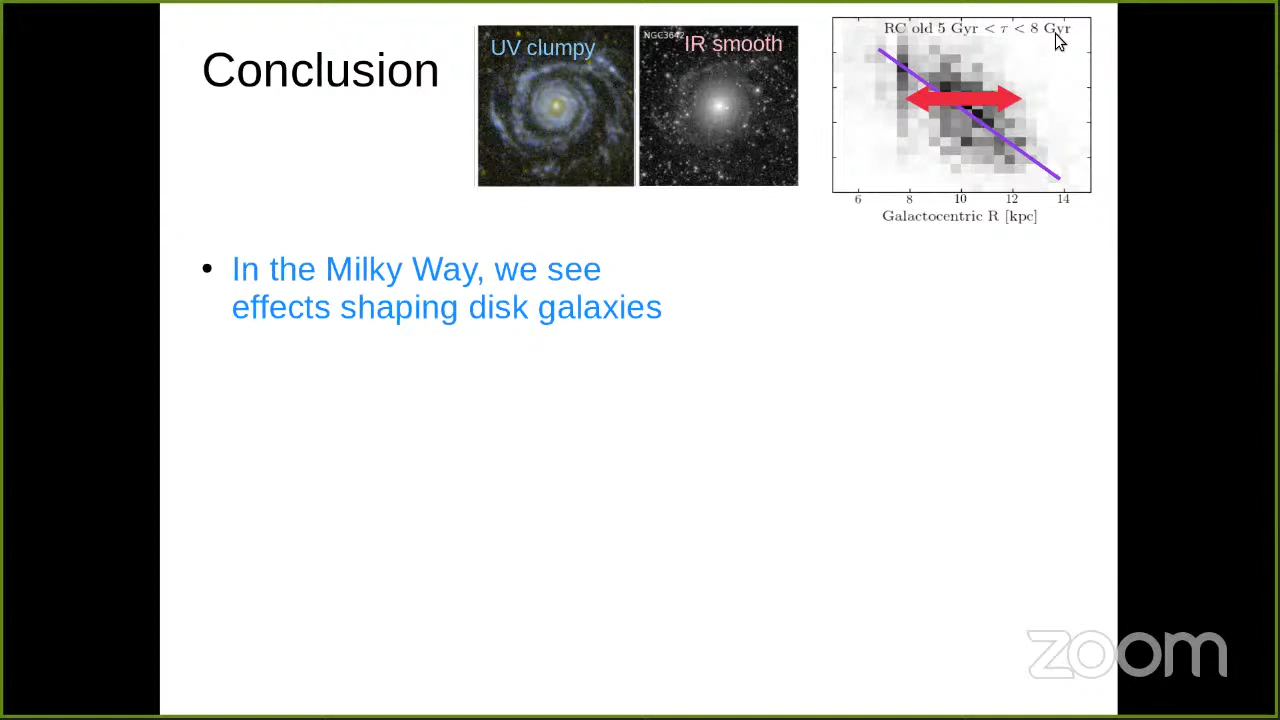 Conclusion
UV clumpy
NGC3642
IR smooth
RC old 5 Gyr < τ < 8 Gyr
6 8 10 12 14
Galactocentric R [kpc]
• In the Milky Way, we see
effects shaping disk galaxies
zoom